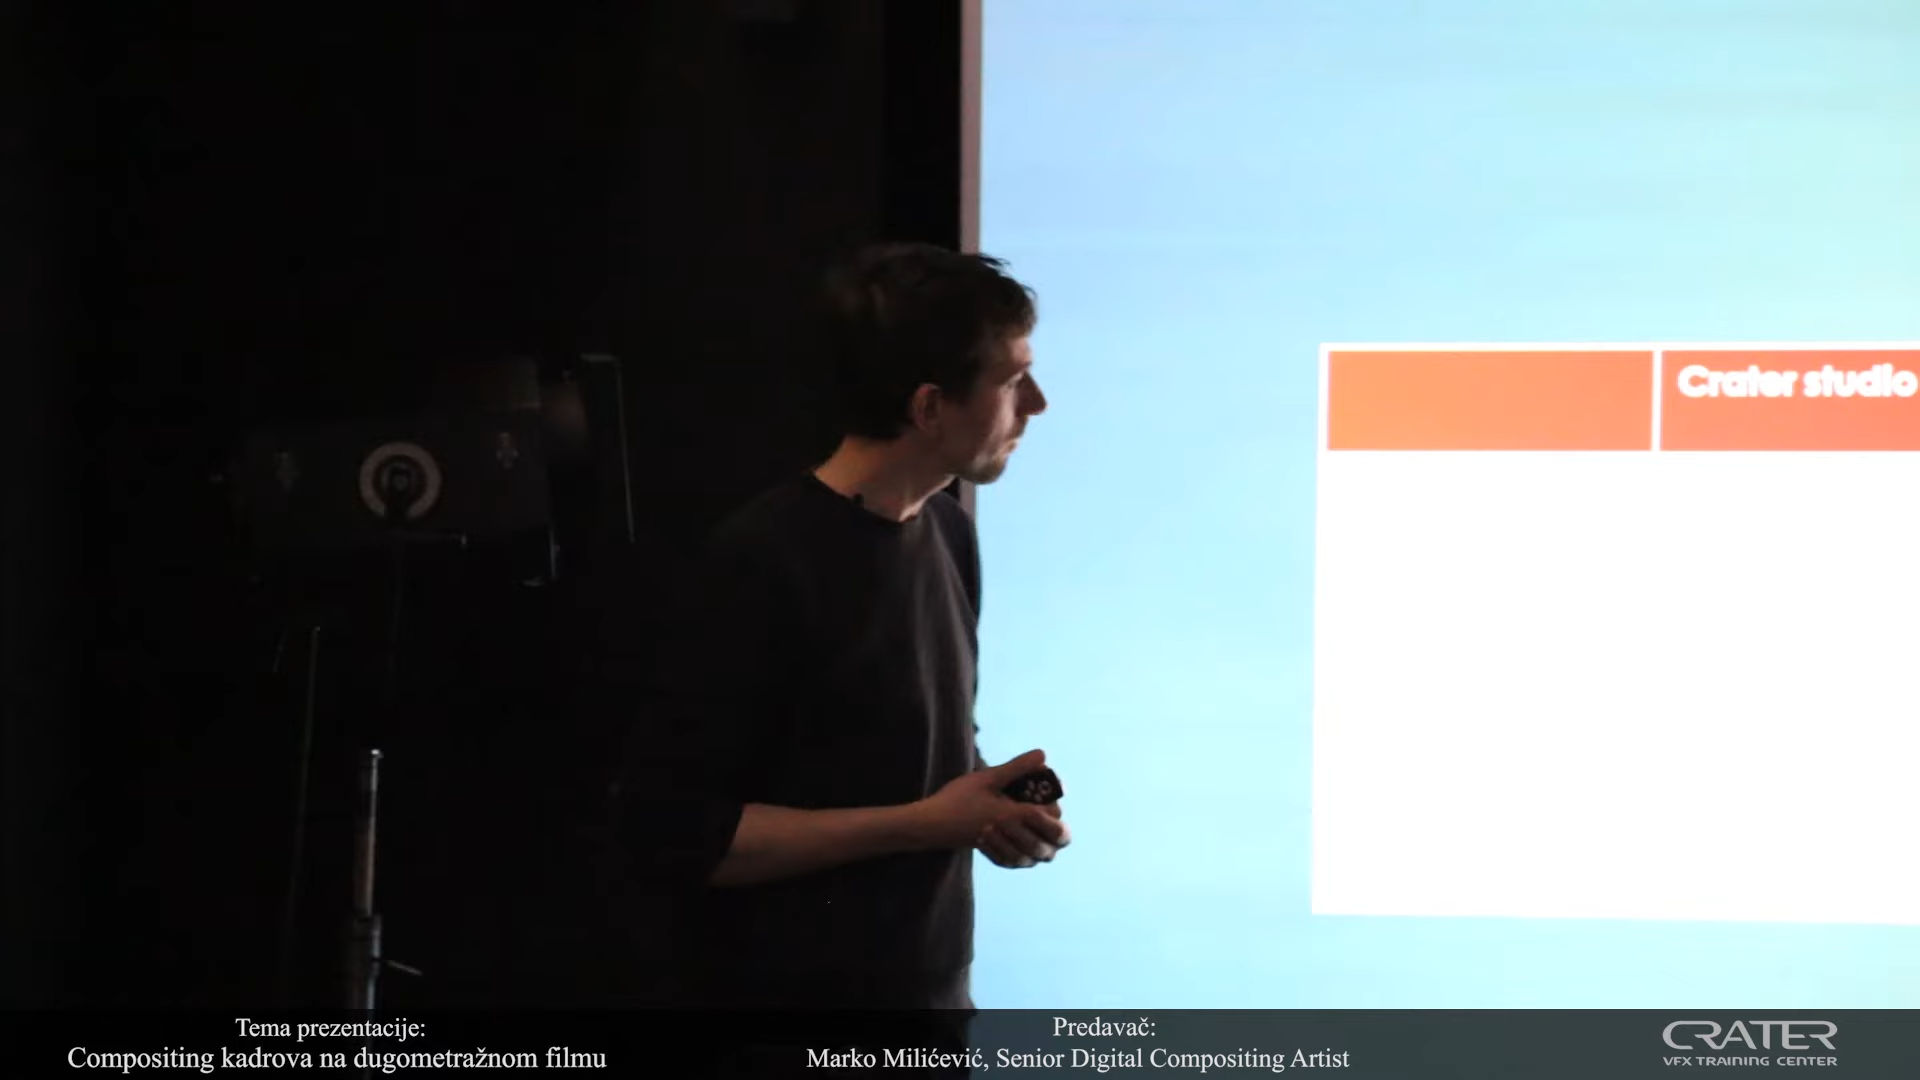 Crater studio
Tema prezentacije:
Compositing kadrova na dugometražnom filmu
Predavač:
Marko Milićević, Senior Digital Compositing Artist
CRATER
VFX TRAINING CENTER